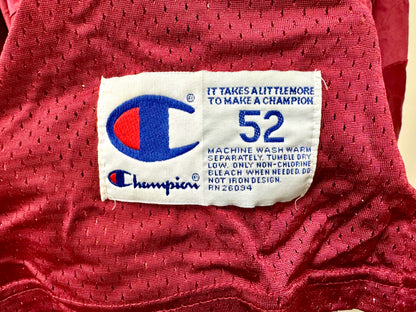 IT TAKES A LITTLE MORE
TO MAKE A CHAMPION.
52
MACHINE WASH WARM
SEPARATELY. TUMBLE DRY
LOW. ONLY NON-CHLORINE
BLEACH WHEN NEEDED. DO
NOT IRON DESIGN.
RN 26094
®
Champion®